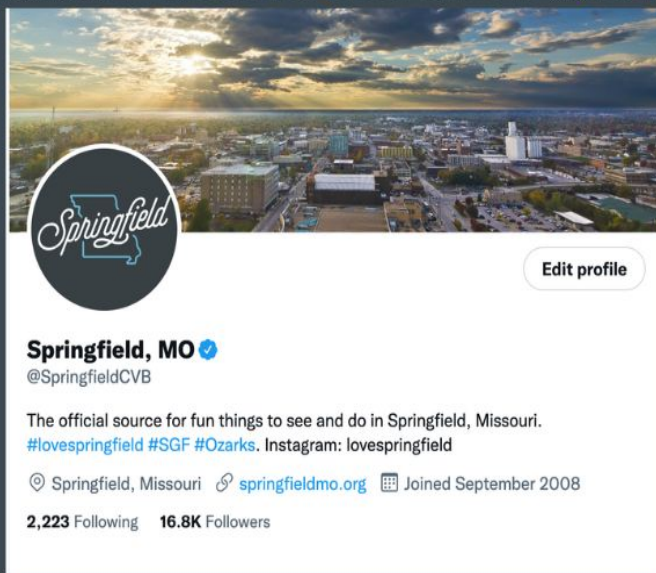 Springfield
Edit profile
Springfield, MO
@SpringfieldCVB
The official source for fun things to see and do in Springfield, Missouri.
#lovespringfield #SGF #Ozarks. Instagram: lovespringfield
Springfield, Missouri springfieldmo.org Joined September 2008
2,223 Following 16.8K Followers